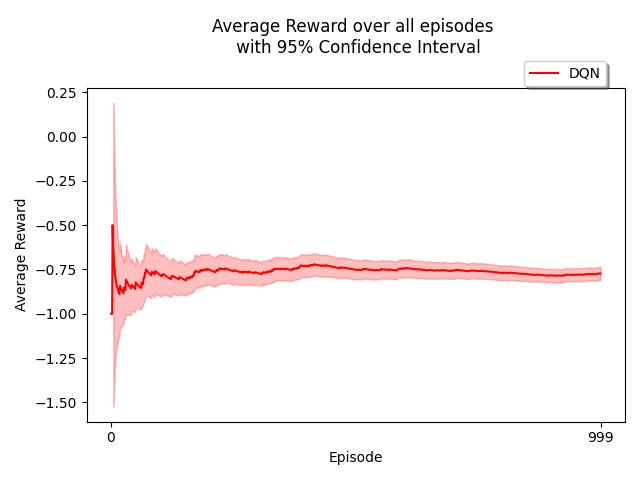 Average Reward over all episodes
with 95% Confidence Interval
DQN
Average Reward
0.25
0.00
−0.25
−0.50
−0.75
−1.00
−1.25
−1.50
0
999
Episode